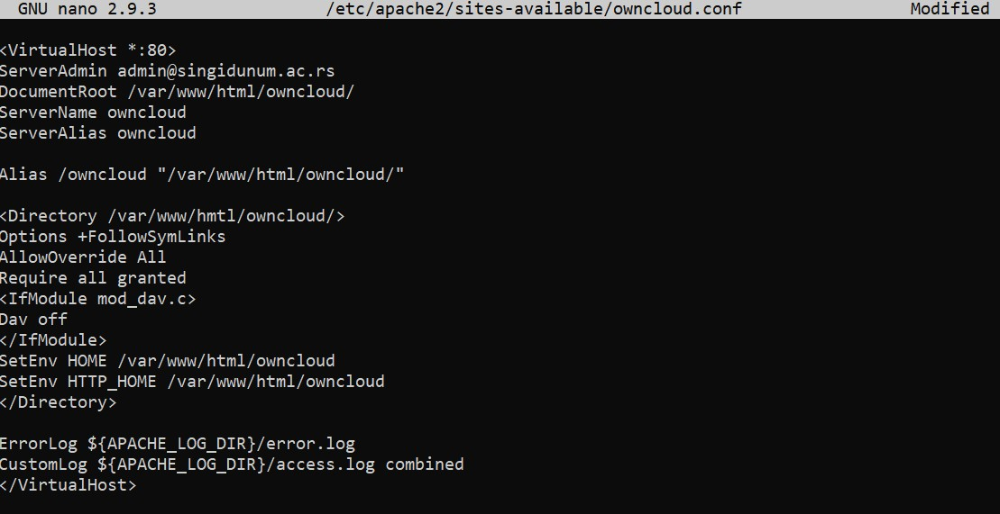 GNU nano 2.9.3 /etc/apache2/sites-available/owncloud.conf Modified
<VirtualHost *:80>
ServerAdmin admin@singidunum.ac.rs
DocumentRoot /var/www/html/owncloud/
ServerName owncloud
ServerAlias owncloud
Alias /owncloud "/var/www/html/owncloud/"
<Directory /var/www/hmtl/owncloud/>
Options +FollowSymLinks
AllowOverride All
Require all granted
<IfModule mod_dav.c>
Dav off
</IfModule>
SetEnv HOME /var/www/html/owncloud
SetEnv HTTP_HOME /var/www/html/owncloud
</Directory>
ErrorLog ${APACHE_LOG_DIR}/error.log
CustomLog ${APACHE_LOG_DIR}/access.log combined
</VirtualHost>